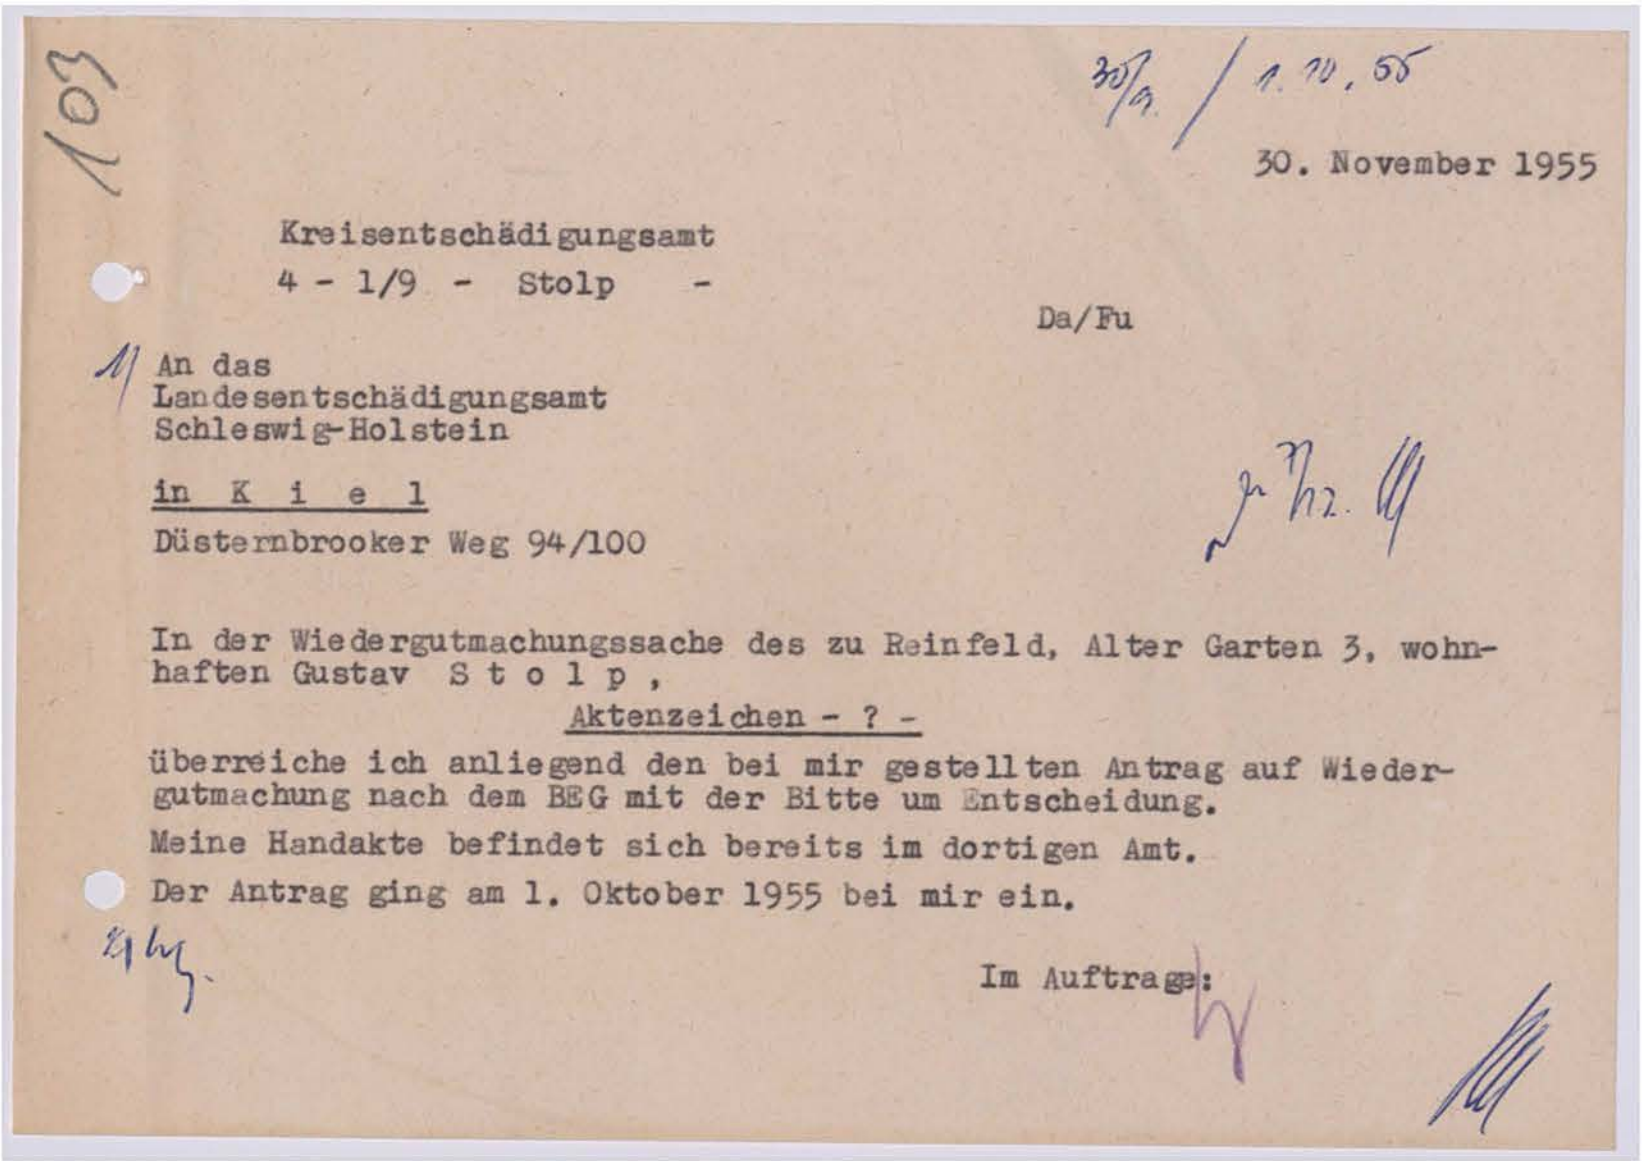 103
30/9. / 1.10.55
30. November 1955
Kreisentschädigungsamt
4 - 1/9 - Stolp -
Da/Fu
1/ An das
Landesentschädigungsamt
Schleswig-Holstein
in K i e l
Düsternbrooker Weg 94/100
In der Wiedergutmachungssache des zu Reinfeld, Alter Garten 3, wohn-
haften Gustav S t o l p ,
Aktenzeichen - ? -
überreiche ich anliegend den bei mir gestellten Antrag auf Wieder-
gutmachung nach dem BEG mit der Bitte um Entscheidung.
Meine Handakte befindet sich bereits im dortigen Amt.
Der Antrag ging am 1. Oktober 1955 bei mir ein.
Im Auftrage: